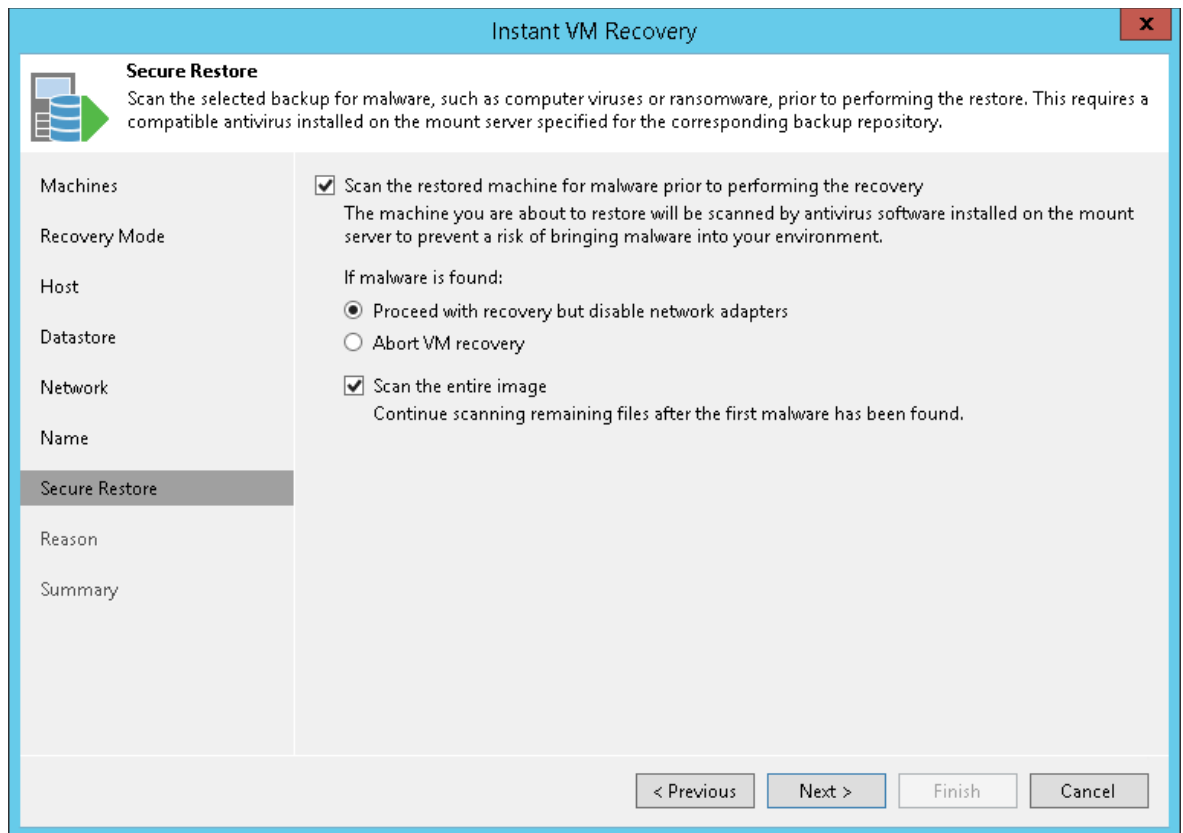 Instant VM Recovery
x
Secure Restore
Scan the selected backup for malware, such as computer viruses or ransomware, prior to performing the restore. This requires a
compatible antivirus installed on the mount server specified for the corresponding backup repository.
Machines
Recovery Mode
Host
Datastore
Network
Name
Secure Restore
Reason
Summary
Scan the restored machine for malware prior to performing the recovery
The machine you are about to restore will be scanned by antivirus software installed on the mount
server to prevent a risk of bringing malware into your environment.
If malware is found:
Proceed with recovery but disable network adapters
Abort VM recovery
Scan the entire image
Continue scanning remaining files after the first malware has been found.
< Previous
Next >
Finish
Cancel